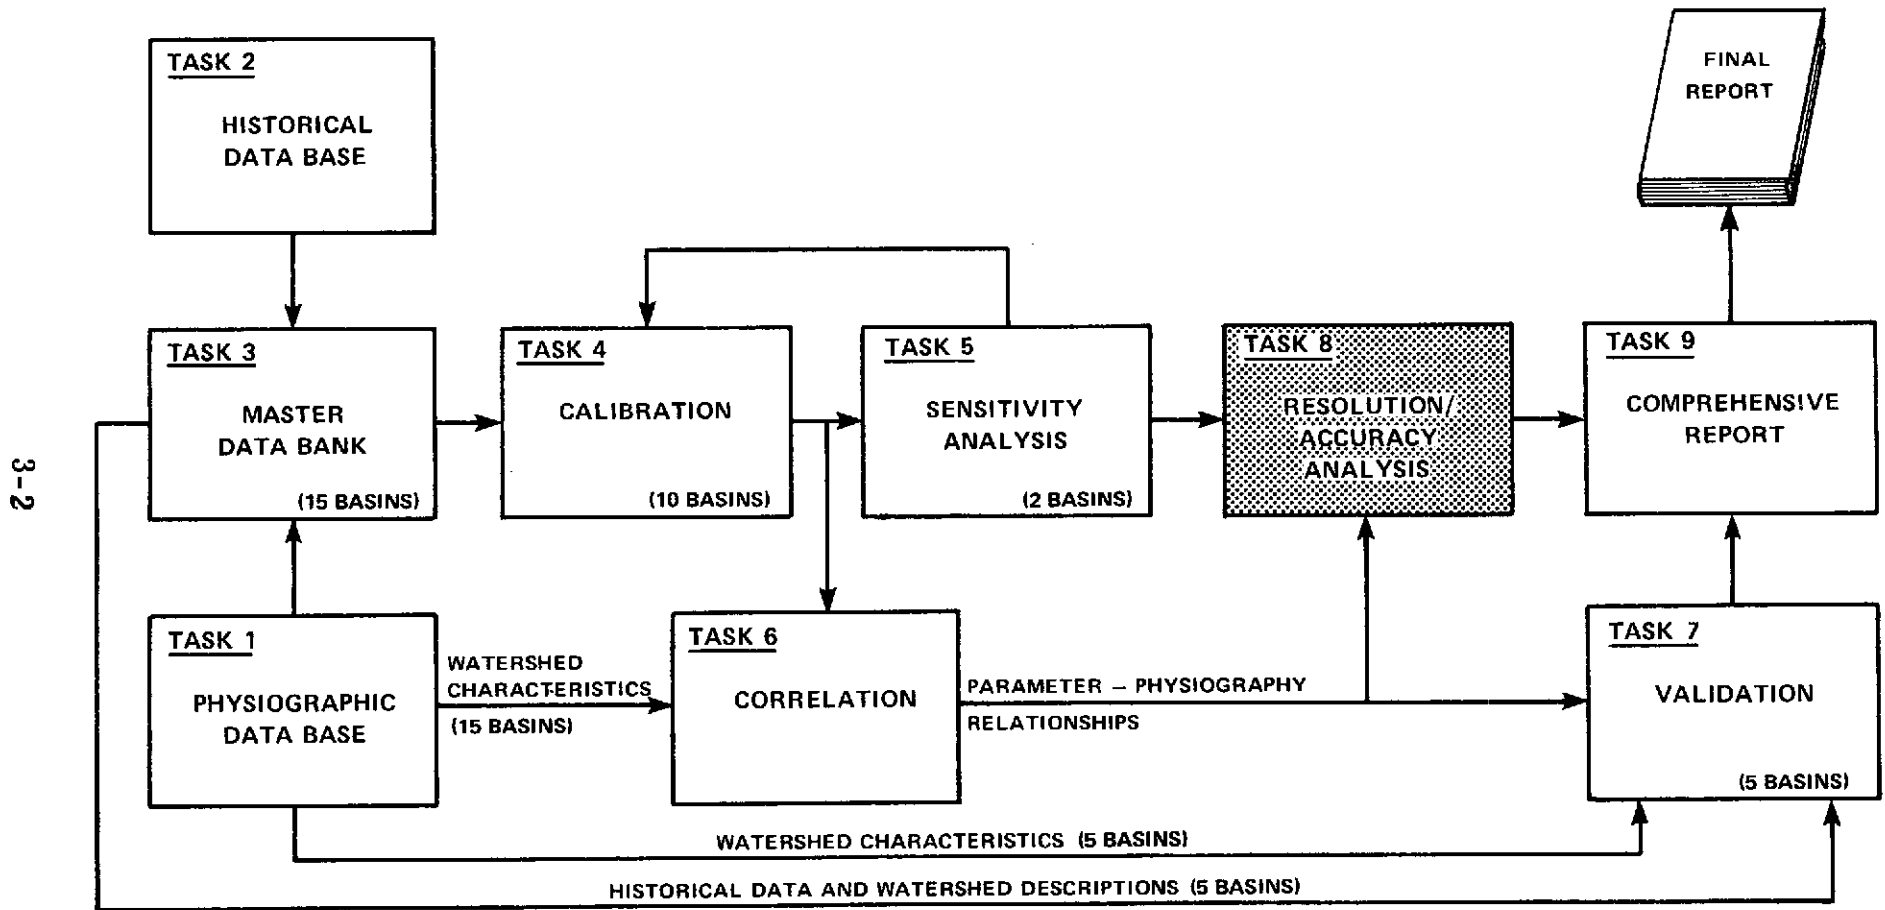 TASK 2
HISTORICAL
DATA BASE
FINAL
REPORT
TASK 3
MASTER
DATA BANK
(15 BASINS)
TASK 4
CALIBRATION
(10 BASINS)
TASK 5
SENSITIVITY
ANALYSIS
(2 BASINS)
TASK 8
RESOLUTION/
ACCURACY
ANALYSIS
TASK 9
COMPREHENSIVE
REPORT
3-2
TASK 1
PHYSIOGRAPHIC
DATA BASE
WATERSHED
CHARACTERISTICS
(15 BASINS)
TASK 6
CORRELATION
PARAMETER – PHYSIOGRAPHY
RELATIONSHIPS
TASK 7
VALIDATION
(5 BASINS)
WATERSHED CHARACTERISTICS (5 BASINS)
HISTORICAL DATA AND WATERSHED DESCRIPTIONS (5 BASINS)